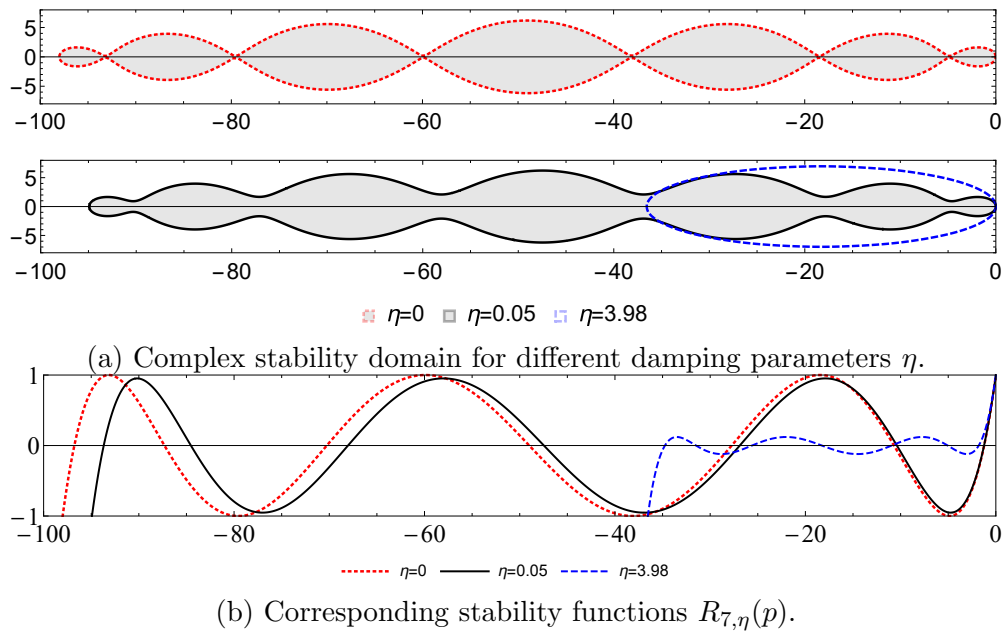 5
0
−5
−100 −80 −60 −40 −20 0
5
0
−5
−100 −80 −60 −40 −20 0
η=0 η=0.05 η=3.98
(a) Complex stability domain for different damping parameters η.
1
0
−1
−100 −80 −60 −40 −20 0
η=0 η=0.05 η=3.98
(b) Corresponding stability functions R₇,η(p).